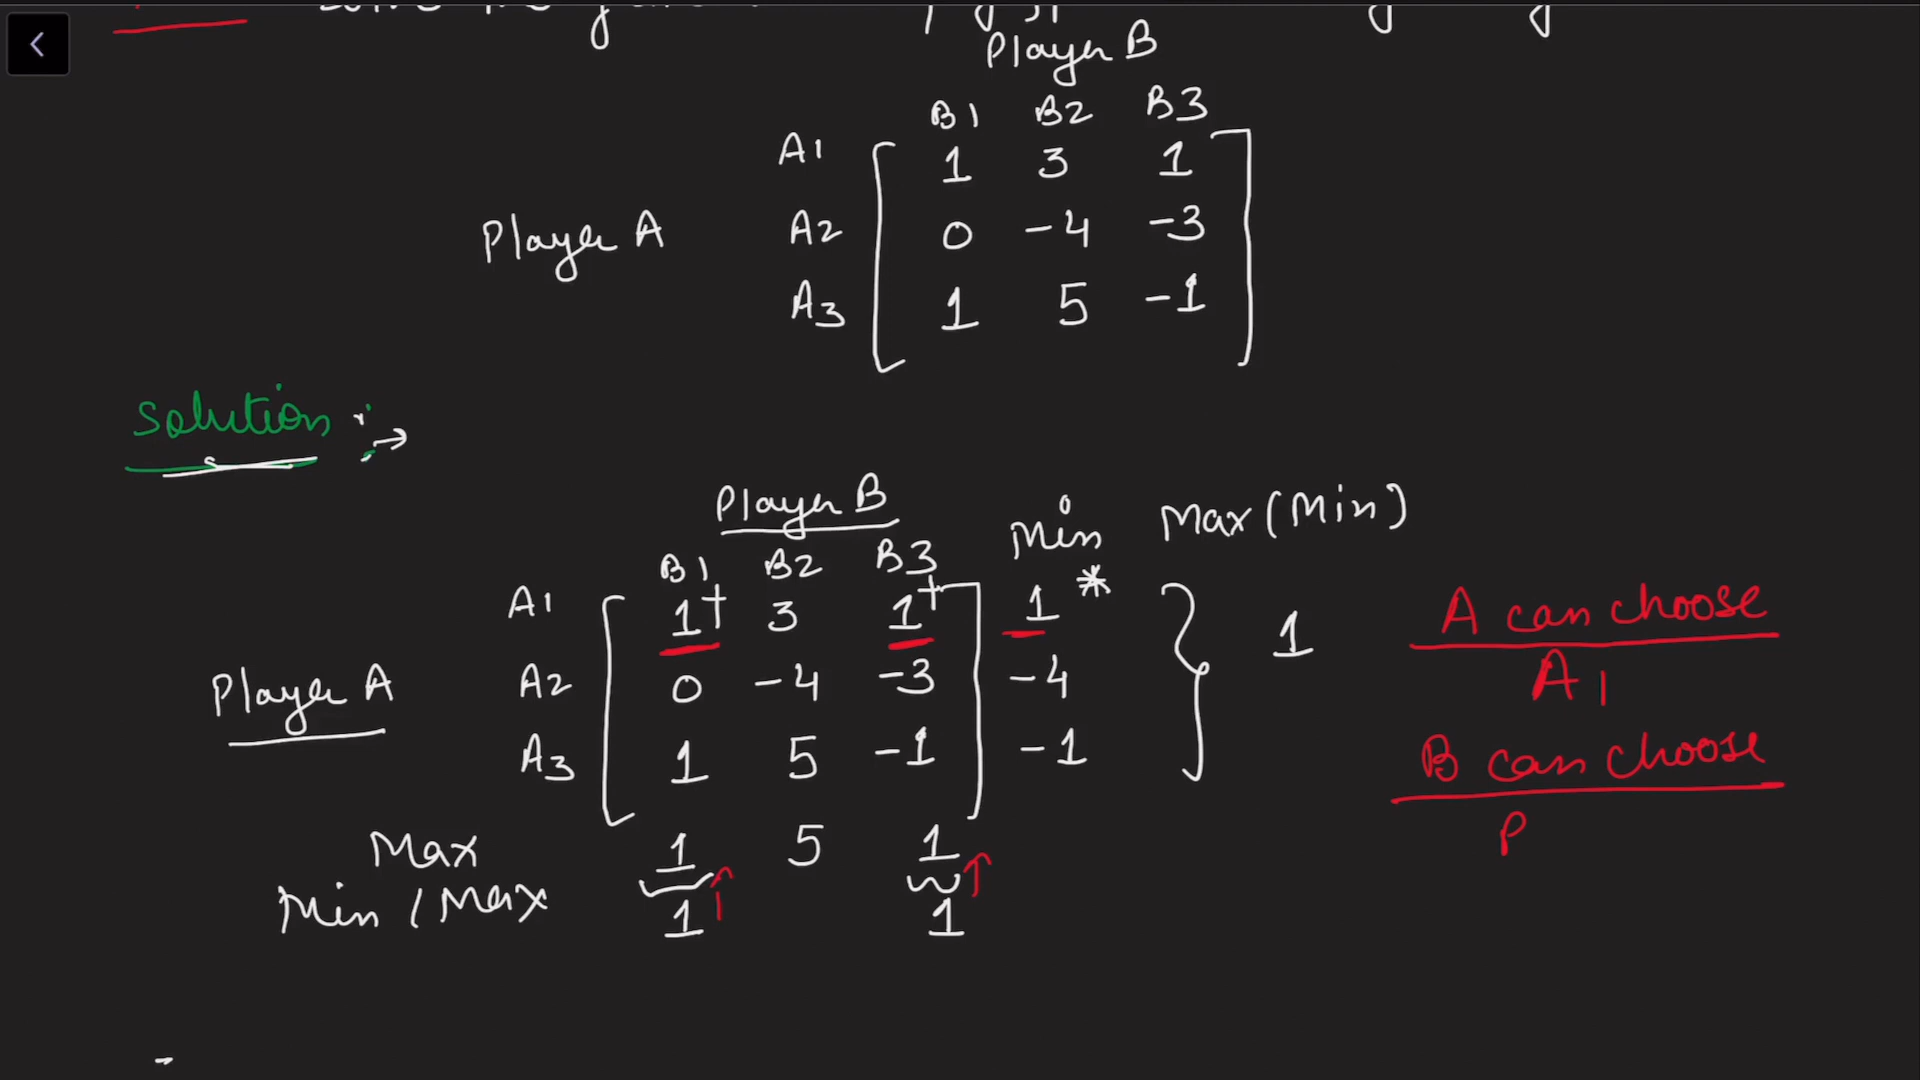 Player B
B1 B2 B3
A1 1 3 1
Player A A2 0 -4 -3
A3 1 5 -1
Solution :→
Player B Min Max (Min)
B1 B2 B3
A1 1† 3 1† 1 * 1 A can choose
A1
Player A A2 0 -4 -3 -4
A3 1 5 -1 -1 B can choose
Max 1 5 1
Min / Max 1 1